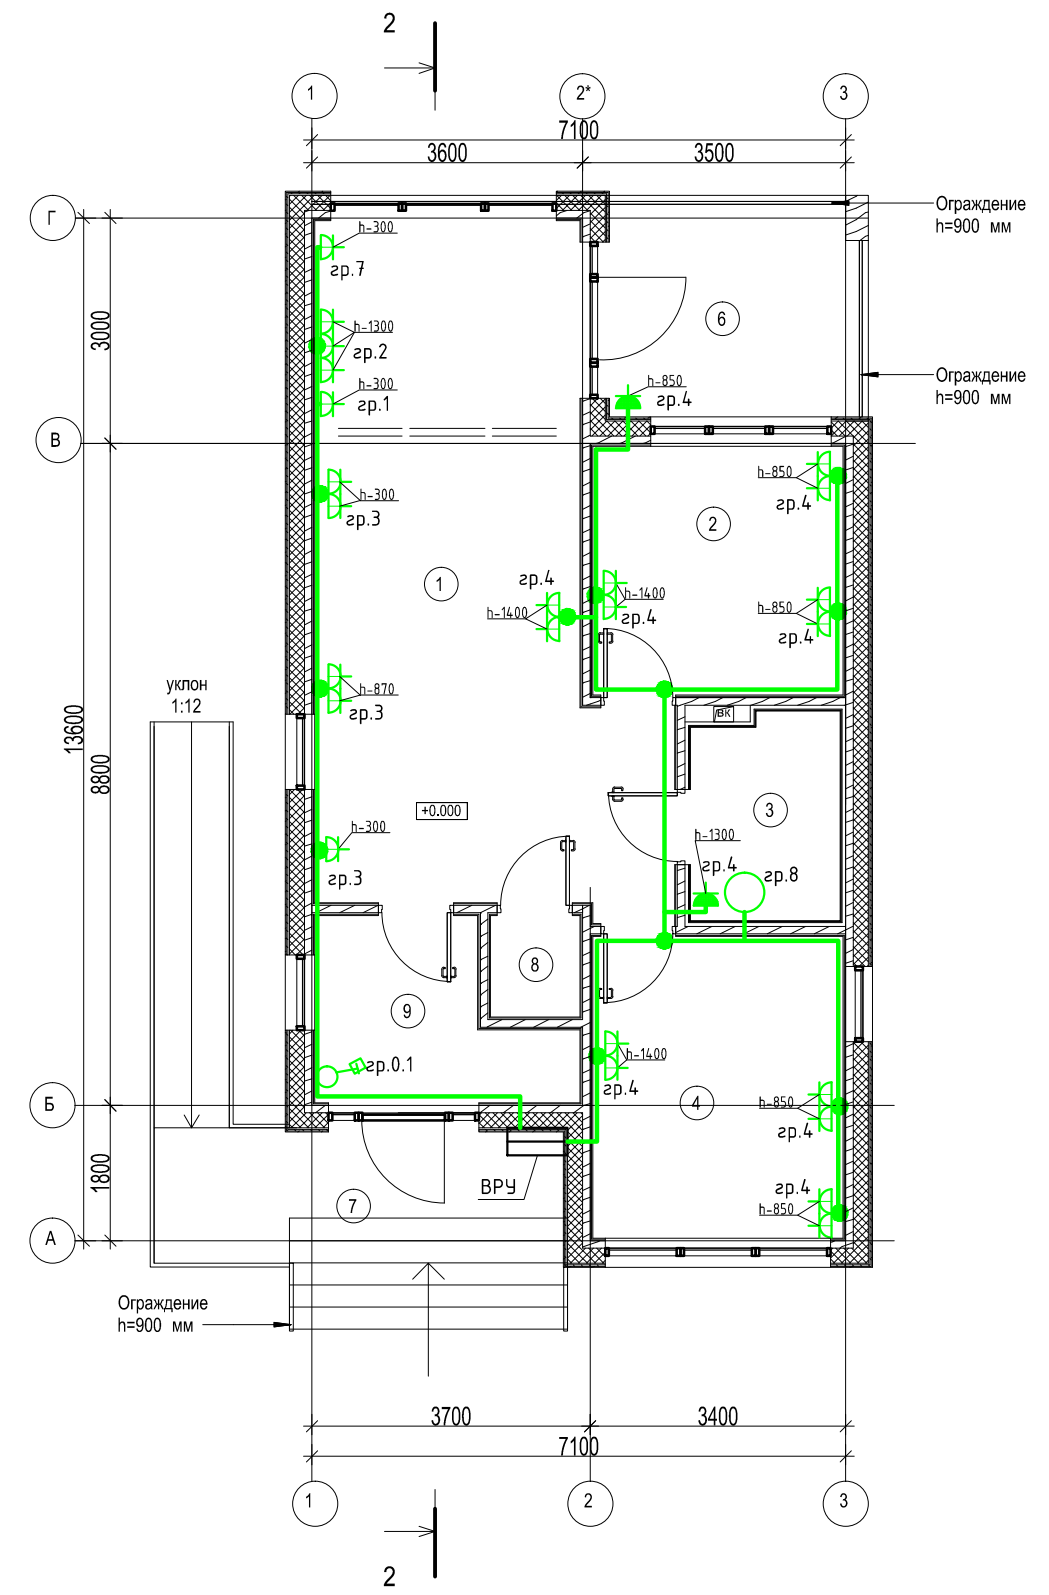 2
1
2*
3
7100
3600
3500
Г
Ограждение
h=900 мм
h-300
гр.7
6
3000
h-1300
гр.2
Ограждение
h=900 мм
h-850
гр.4
h-300
гр.1
В
h-850
гр.4
h-300
гр.3
2
1
гр.4
h-1400
h-1400
гр.4
h-850
гр.4
уклон
1:12
h-870
гр.3
ВК
13600
8800
+0.000
3
h-300
гр.3
h-1300
гр.4
гр.8
8
9
гр.0.1
h-1400
гр.4
Б
4
h-850
гр.4
1800
ВРУ
7
гр.4
h-850
А
Ограждение
h=900 мм
3700
3400
7100
1
2
3
2